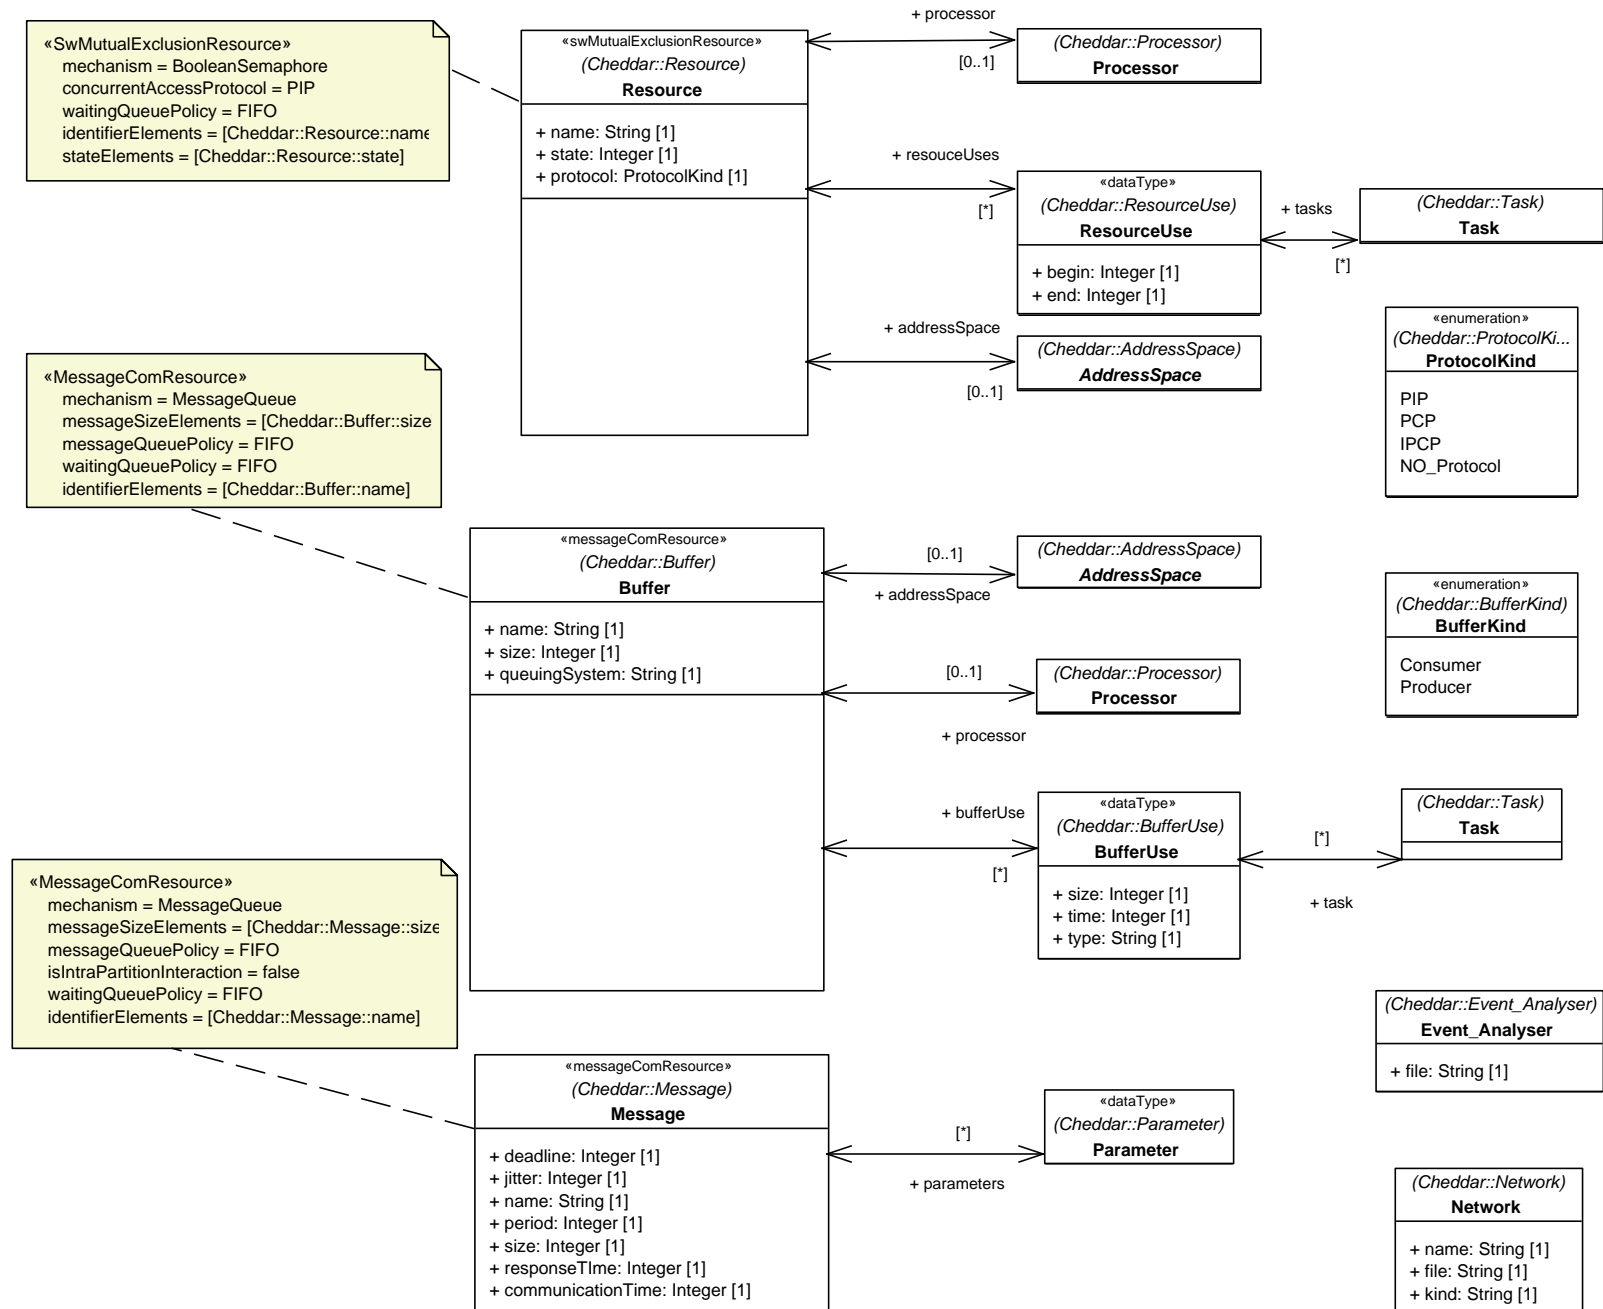 «SwMutualExclusionResource»
mechanism = BooleanSemaphore
concurrentAccessProtocol = PIP
waitingQueuePolicy = FIFO
identifierElements = [Cheddar::Resource::name
stateElements = [Cheddar::Resource::state]
«swMutualExclusionResource»
(Cheddar::Resource)
Resource
+ name: String [1]
+ state: Integer [1]
+ protocol: ProtocolKind [1]
+ processor
[0..1]
(Cheddar::Processor)
Processor
+ resouceUses
[*]
«dataType»
(Cheddar::ResourceUse)
ResourceUse
+ begin: Integer [1]
+ end: Integer [1]
+ tasks
[*]
(Cheddar::Task)
Task
+ addressSpace
[0..1]
(Cheddar::AddressSpace)
AddressSpace
«enumeration»
(Cheddar::ProtocolKi...
ProtocolKind
PIP
PCP
IPCP
NO_Protocol
«MessageComResource»
mechanism = MessageQueue
messageSizeElements = [Cheddar::Buffer::size
messageQueuePolicy = FIFO
waitingQueuePolicy = FIFO
identifierElements = [Cheddar::Buffer::name]
«messageComResource»
(Cheddar::Buffer)
Buffer
+ name: String [1]
+ size: Integer [1]
+ queuingSystem: String [1]
[0..1]
+ addressSpace
(Cheddar::AddressSpace)
AddressSpace
«enumeration»
(Cheddar::BufferKind)
BufferKind
Consumer
Producer
[0..1]
+ processor
(Cheddar::Processor)
Processor
+ bufferUse
[*]
«dataType»
(Cheddar::BufferUse)
BufferUse
+ size: Integer [1]
+ time: Integer [1]
+ type: String [1]
[*]
+ task
(Cheddar::Task)
Task
«MessageComResource»
mechanism = MessageQueue
messageSizeElements = [Cheddar::Message::size
messageQueuePolicy = FIFO
isIntraPartitionInteraction = false
waitingQueuePolicy = FIFO
identifierElements = [Cheddar::Message::name]
(Cheddar::Event_Analyser)
Event_Analyser
+ file: String [1]
«messageComResource»
(Cheddar::Message)
Message
+ deadline: Integer [1]
+ jitter: Integer [1]
+ name: String [1]
+ period: Integer [1]
+ size: Integer [1]
+ responseTIme: Integer [1]
+ communicationTime: Integer [1]
[*]
+ parameters
«dataType»
(Cheddar::Parameter)
Parameter
(Cheddar::Network)
Network
+ name: String [1]
+ file: String [1]
+ kind: String [1]